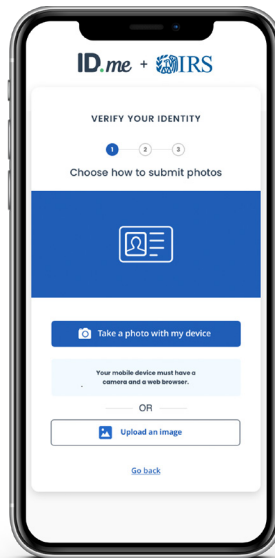 ID.me + IRS
VERIFY YOUR IDENTITY
1 2 3
Choose how to submit photos
Take a photo with my device
Your mobile device must have a
camera and a web browser.
OR
Upload an image
Go back